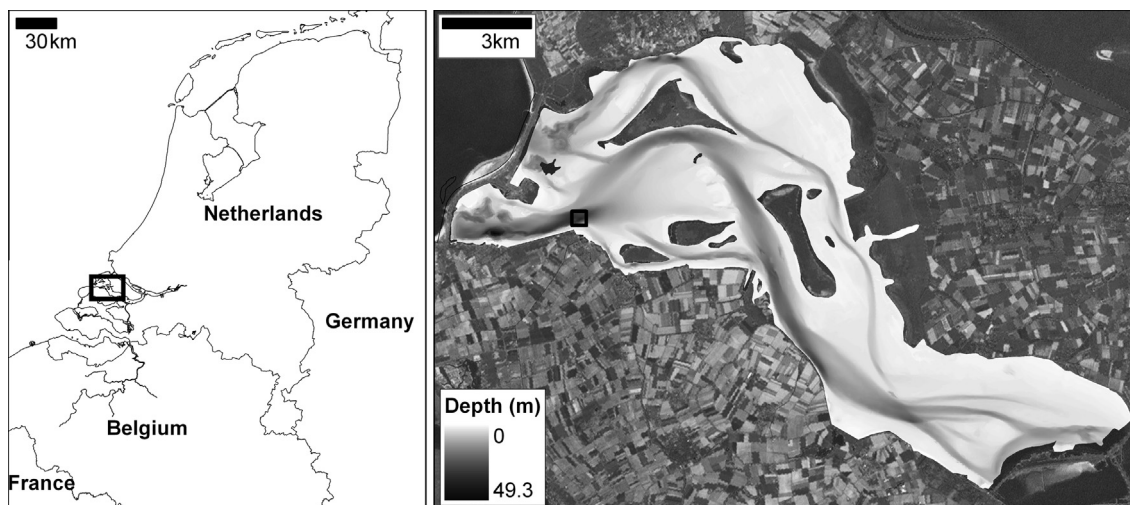 30km
Netherlands
Germany
Belgium
France
3km
Depth (m)
0
49.3